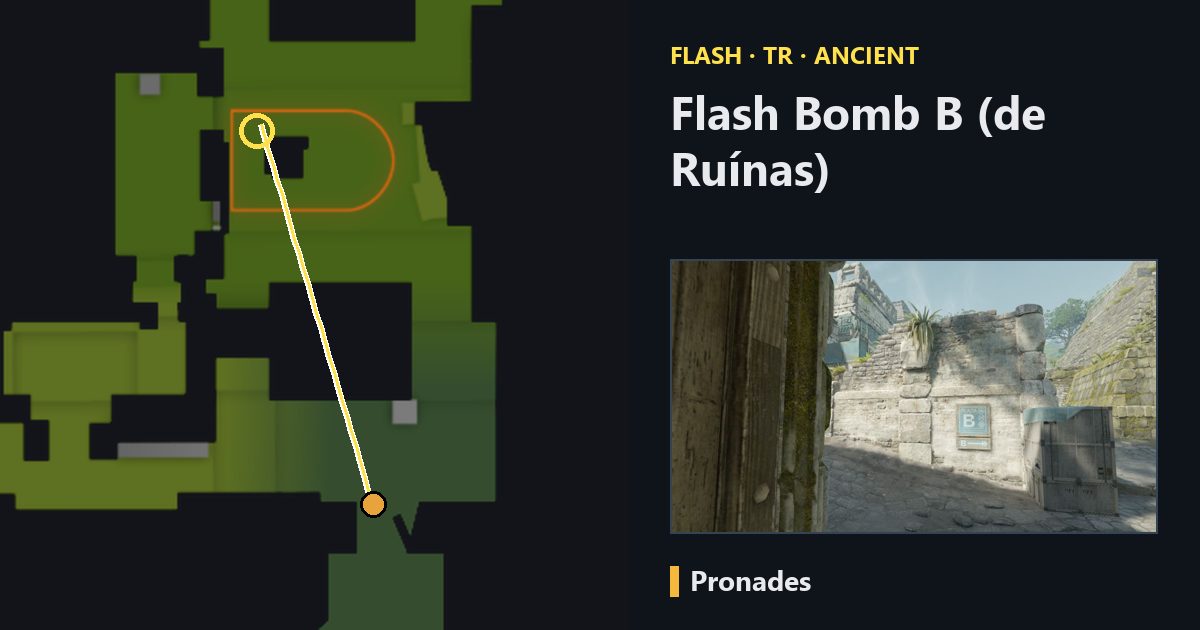 FLASH · TR · ANCIENT
Flash Bomb B (de
Ruínas)
B
Pronades